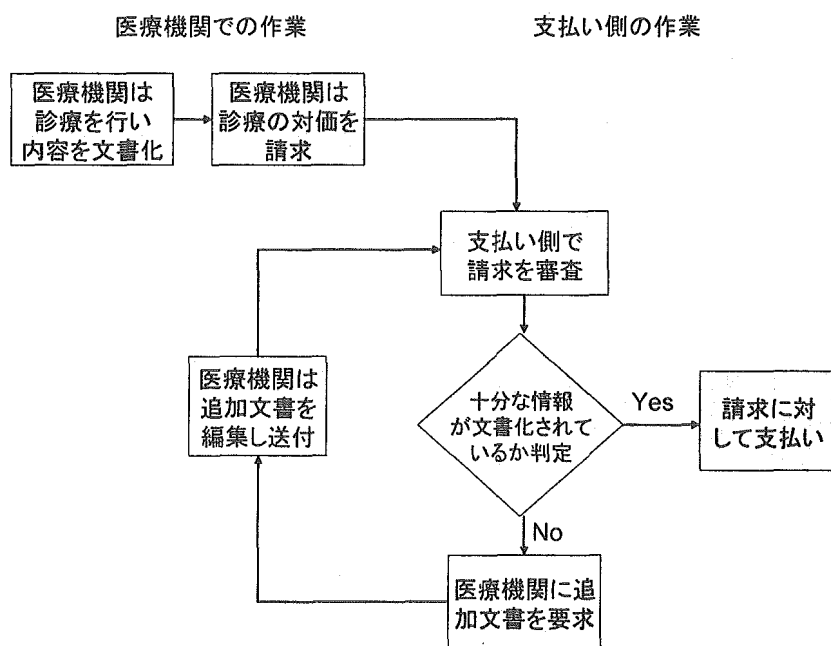 医療機関での作業
支払い側の作業
医療機関は
診療を行い
内容を文書化
医療機関は
診療の対価を
請求
支払い側で
請求を審査
医療機関は
追加文書を
編集し送付
十分な情報
が文書化されて
いるか判定
Yes
請求に対
して支払い
No
医療機関に追
加文書を要求